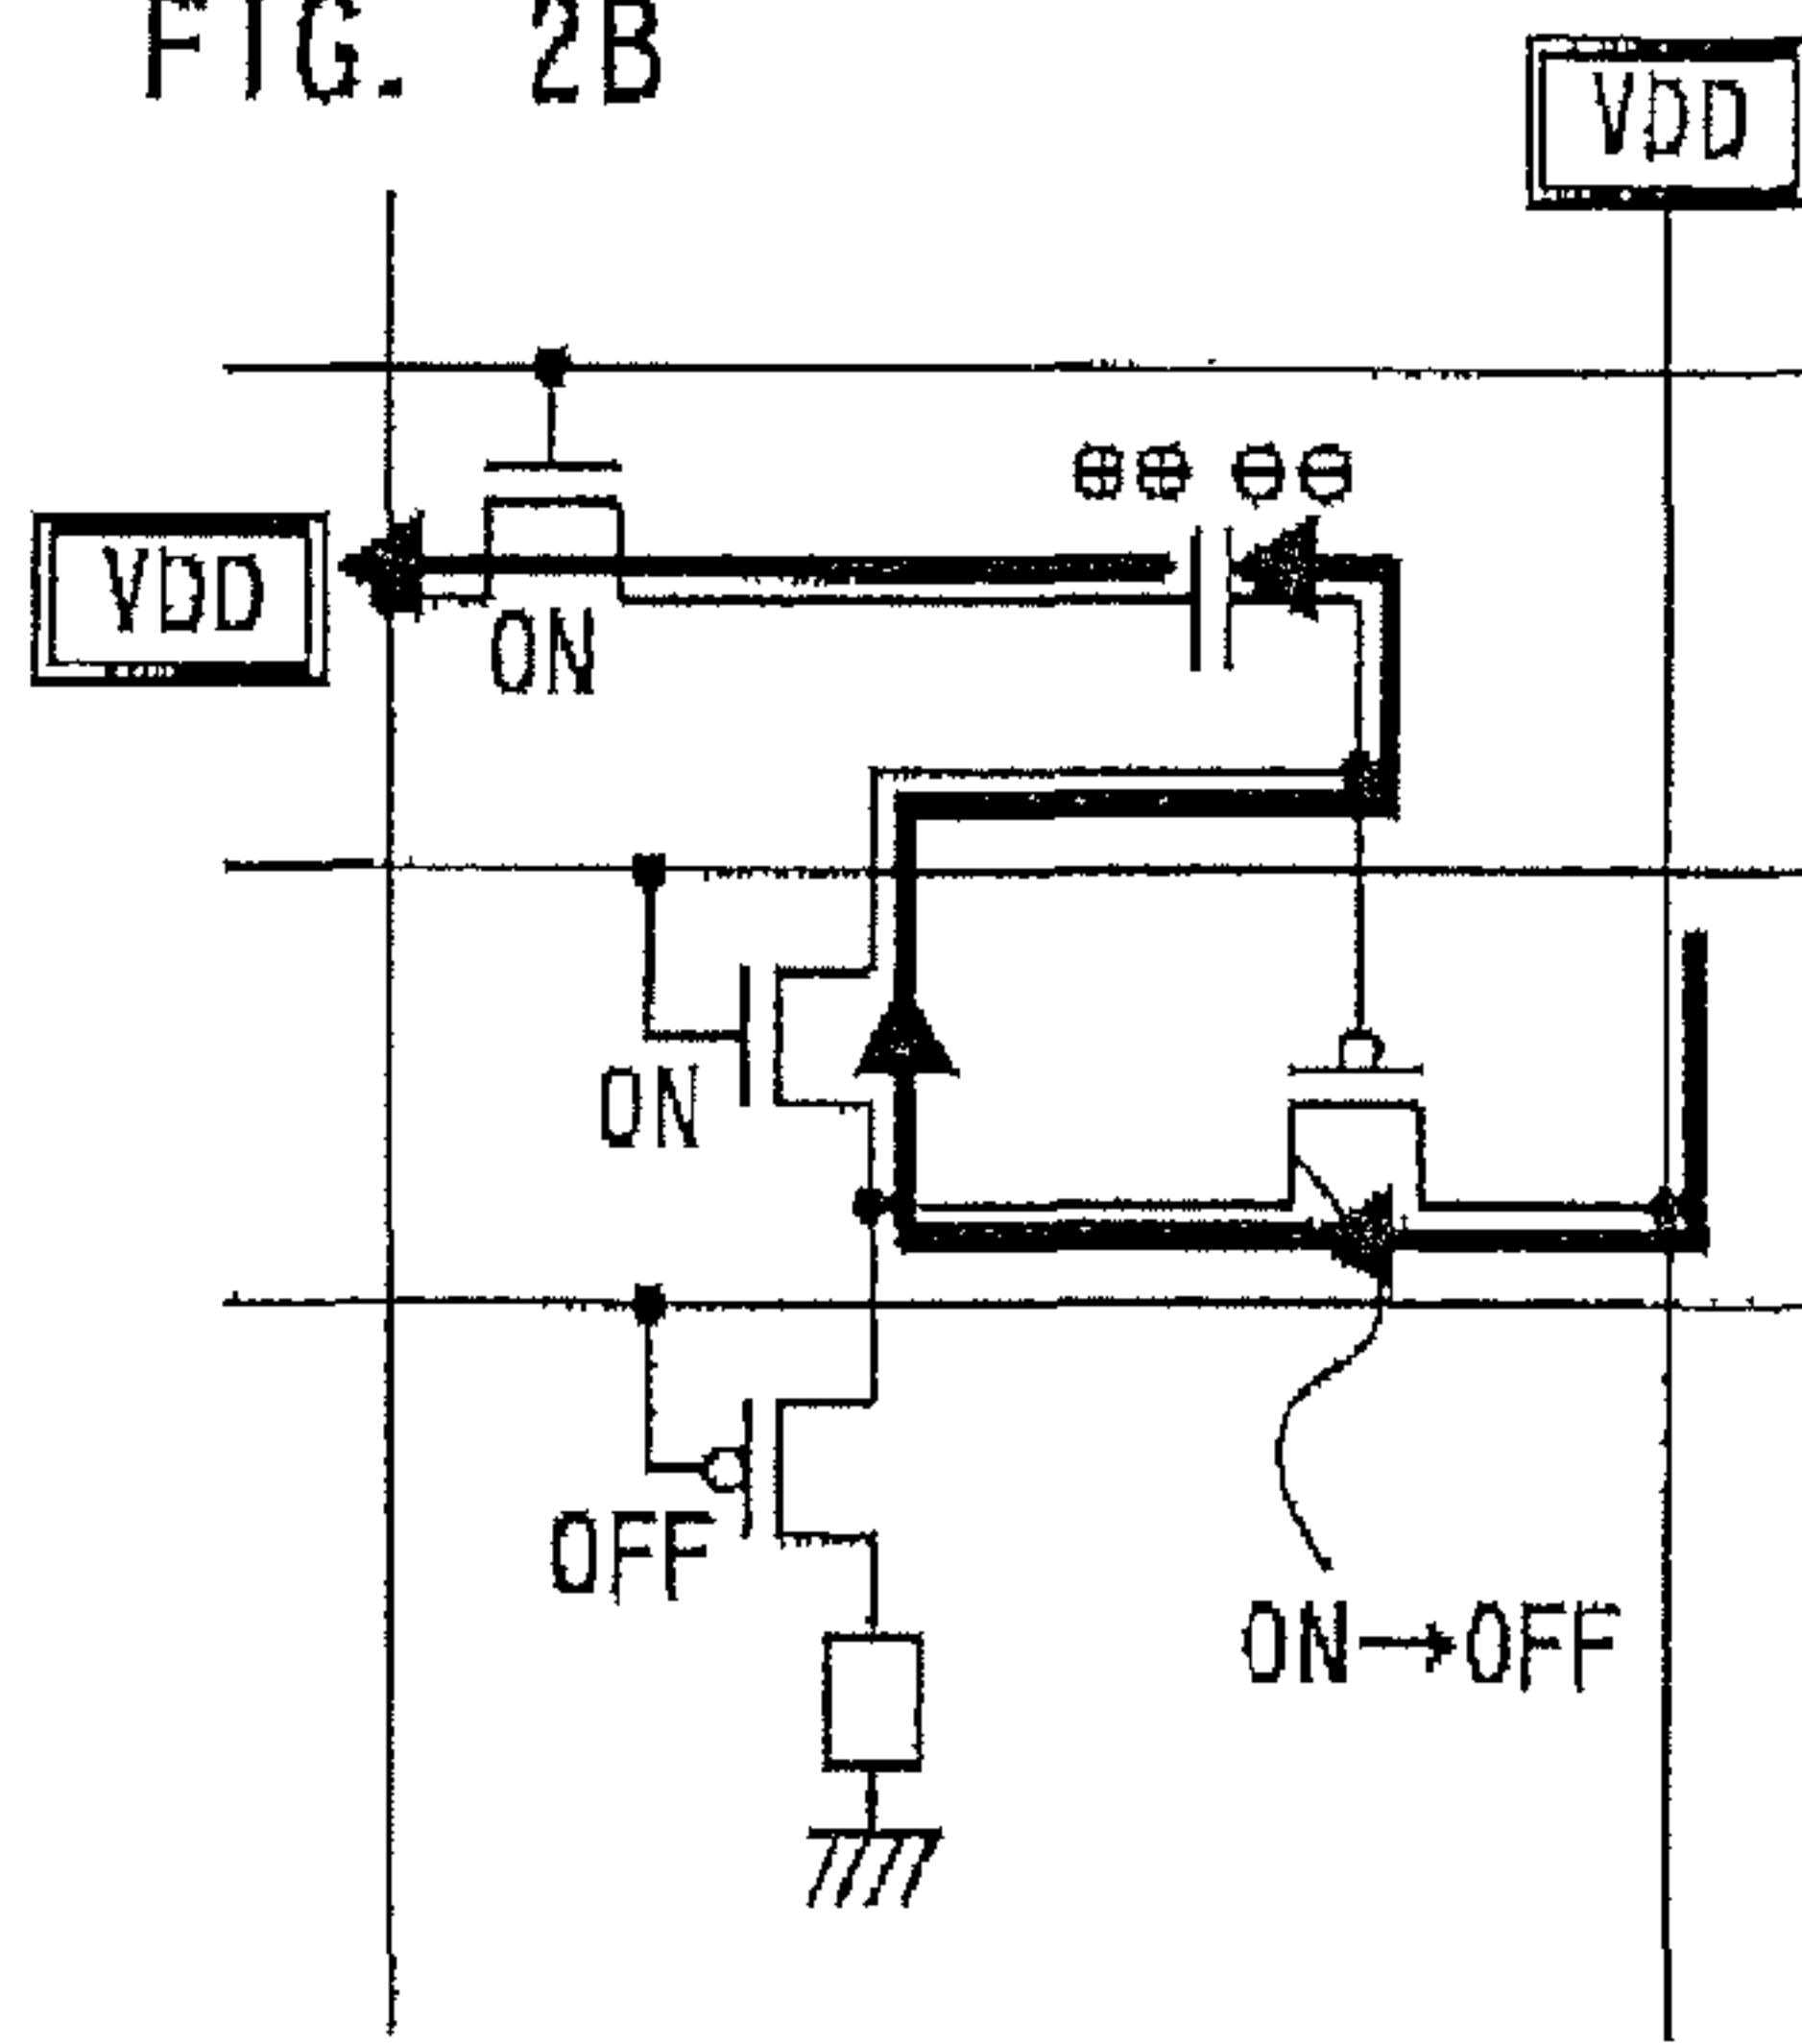 FIG. 2B
VDD
⊕⊕ ⊖⊖
VDD
ON
ON
OFF
ON→OFF